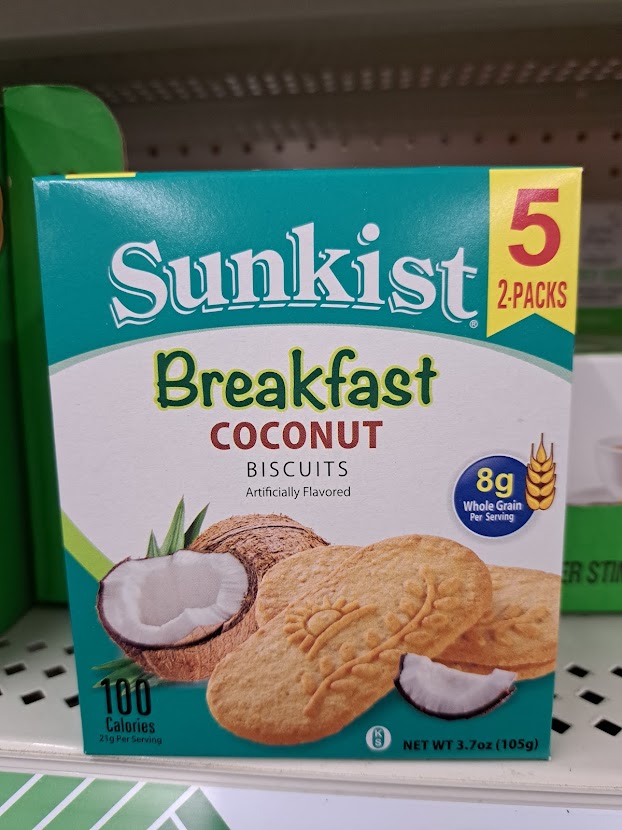 Sunkist®
5
2-PACKS
Breakfast
COCONUT
BISCUITS
Artificially Flavored
8g
Whole Grain
Per Serving
100
Calories
21g Per Serving
K
S
NET WT 3.7oz (105g)